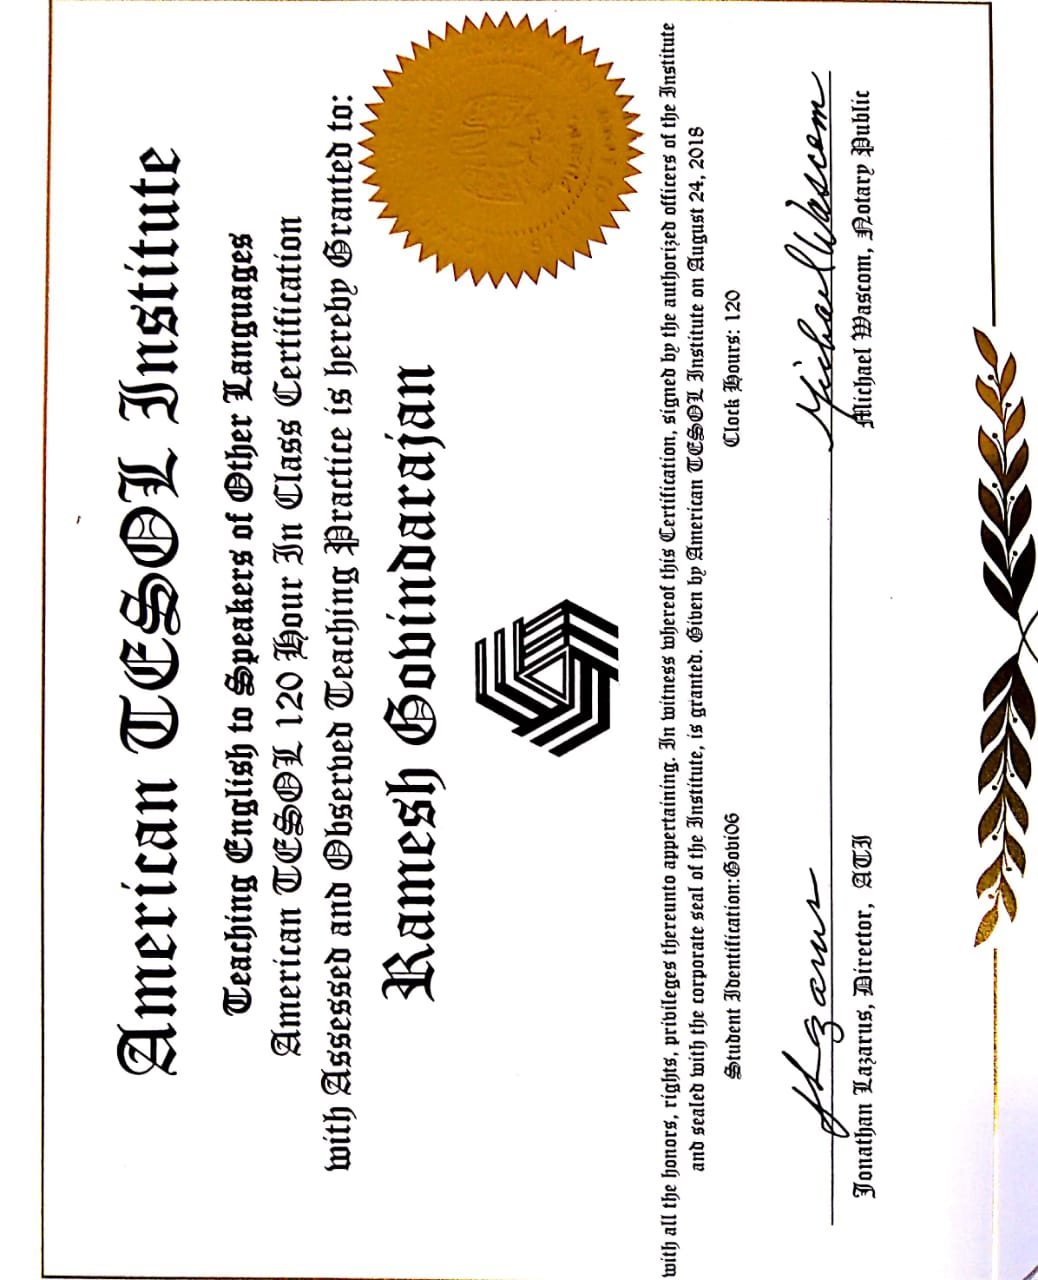 American TESOL Institute
Teaching English to Speakers of Other Languages
American TESOL 120 Hour In Class Certification
with Assessed and Observed Teaching Practice is hereby Granted to:
Ramesh Govindarajan
with all the honors, rights, privileges thereunto appertaining. In witness whereof this Certification, signed by the authorized officers of the Institute
and sealed with the corporate seal of the Institute, is granted. Given by American TESOL Institute on August 24, 2018
Student Identification:Gobi06
Clock Hours: 120
JLazarus
Michael Wascom
Jonathan Lazarus, Director, ATI
Michael Wascom, Notary Public